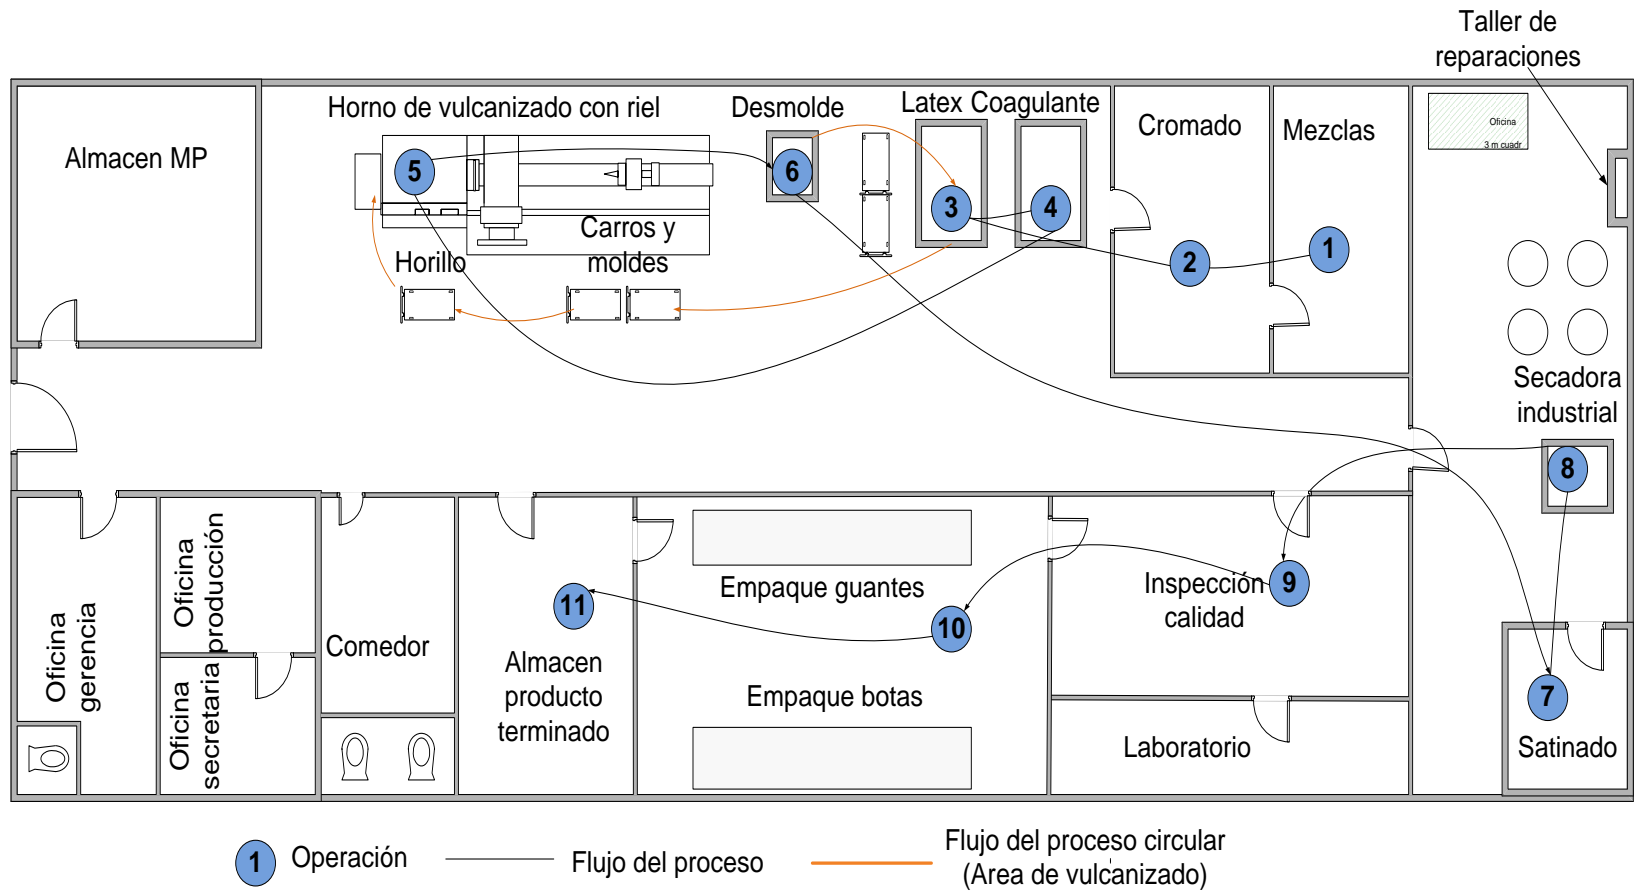 Taller de
reparaciones
Horno de vulcanizado con riel
Desmolde
Latex Coagulante
Cromado
Mezclas
Oficina
3 m cuadr
Almacen MP
5
6
3
4
2
1
Carros y
moldes
Horillo
Secadora
industrial
8
Oficina
gerencia
Oficina
producción
Oficina
secretaria
Comedor
11
Almacen
producto
terminado
Empaque guantes
10
Empaque botas
Inspección
calidad
9
Laboratorio
7
Satinado
1 Operación
Flujo del proceso
Flujo del proceso circular
(Area de vulcanizado)